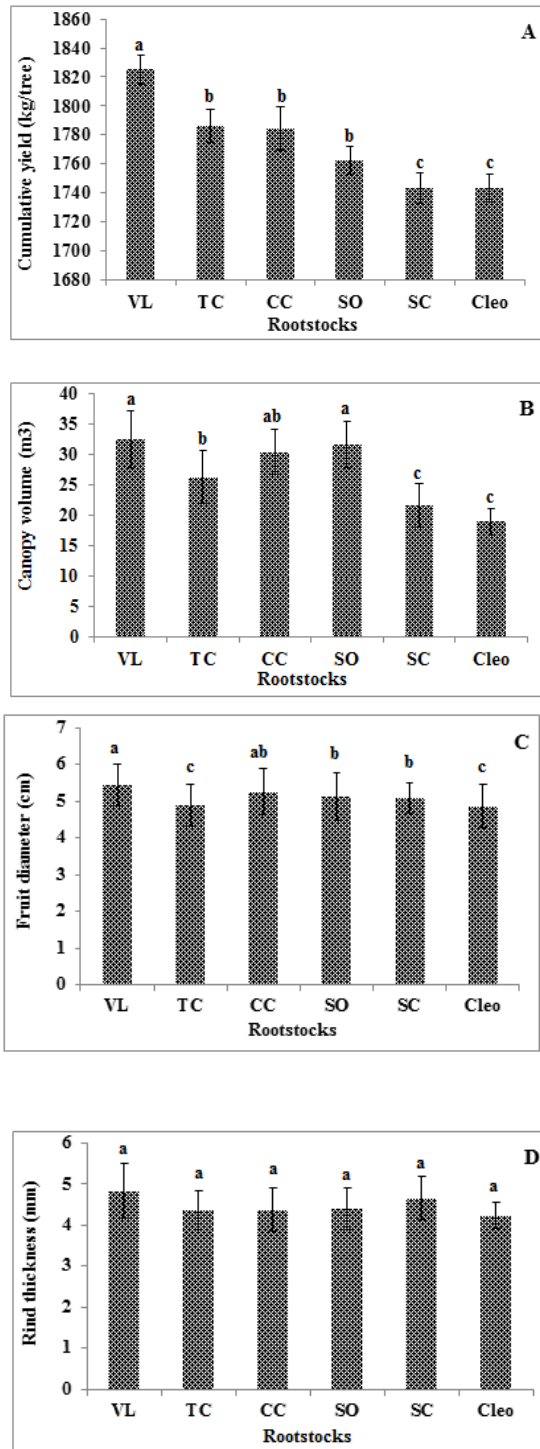 A
Cumulative yield (kg/tree)
1860
1840
1820
1800
1780
1760
1740
1720
1700
1680
a b b b c c
VL TC CC SO SC Cleo
Rootstocks
B
Canopy volume (m3)
40
35
30
25
20
15
10
5
0
a b ab a c c
VL TC CC SO SC Cleo
Rootstocks
C
Fruit diameter (cm)
7
6
5
4
3
2
1
0
a c ab b b c
VL TC CC SO SC Cleo
Rootstocks
D
Rind thickness (mm)
6
5
4
3
2
1
0
a a a a a a
VL TC CC SO SC Cleo
Rootstocks